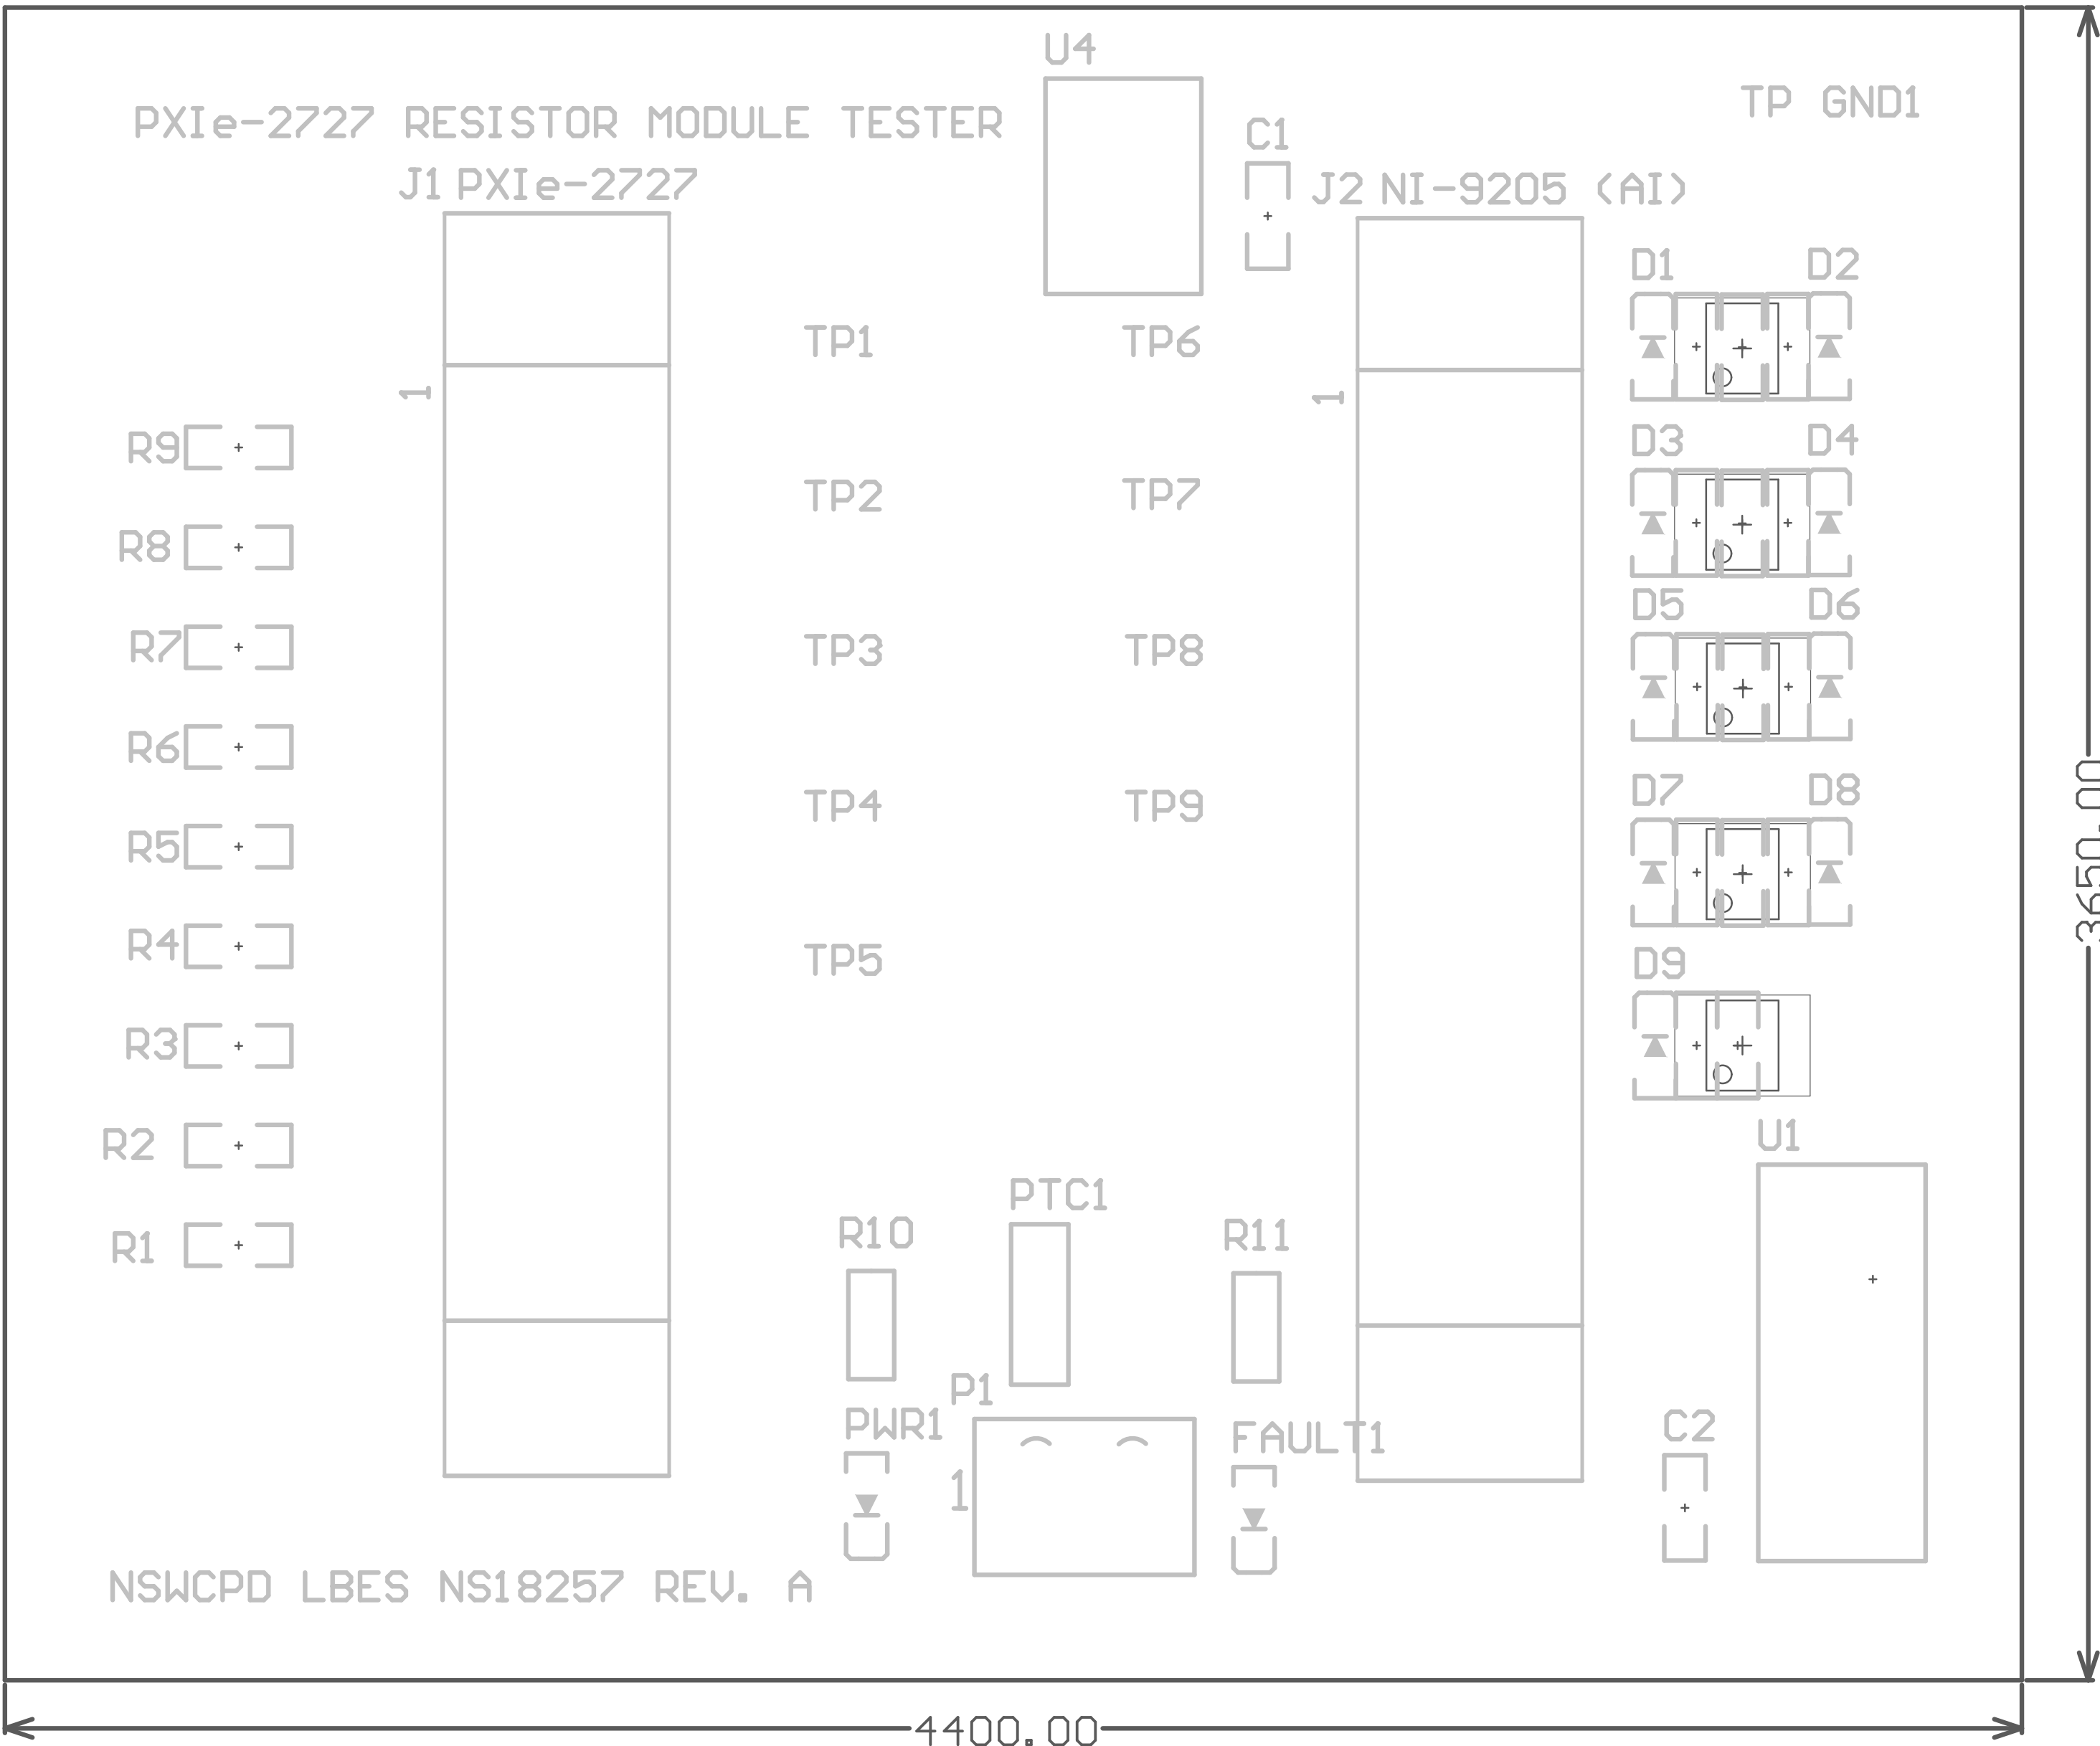 U4
TP GND1
PXIe-2727 RESISTOR MODULE TESTER
C1
J1 PXIe-2727
J2 NI-9205 (AI)
D1 D2
TP1 TP6
1 1
D3 D4
R9
TP2 TP7
R8
D5 D6
R7 TP3 TP8
R6
D7 D8
TP4 TP9
R5
R4 TP5 D9
R3
R2 U1
PTC1
R1 R10 R11
P1
PWR1 FAULT1 C2
1
NSWCPD LBES NS18257 REV. A
3650.00
4400.00